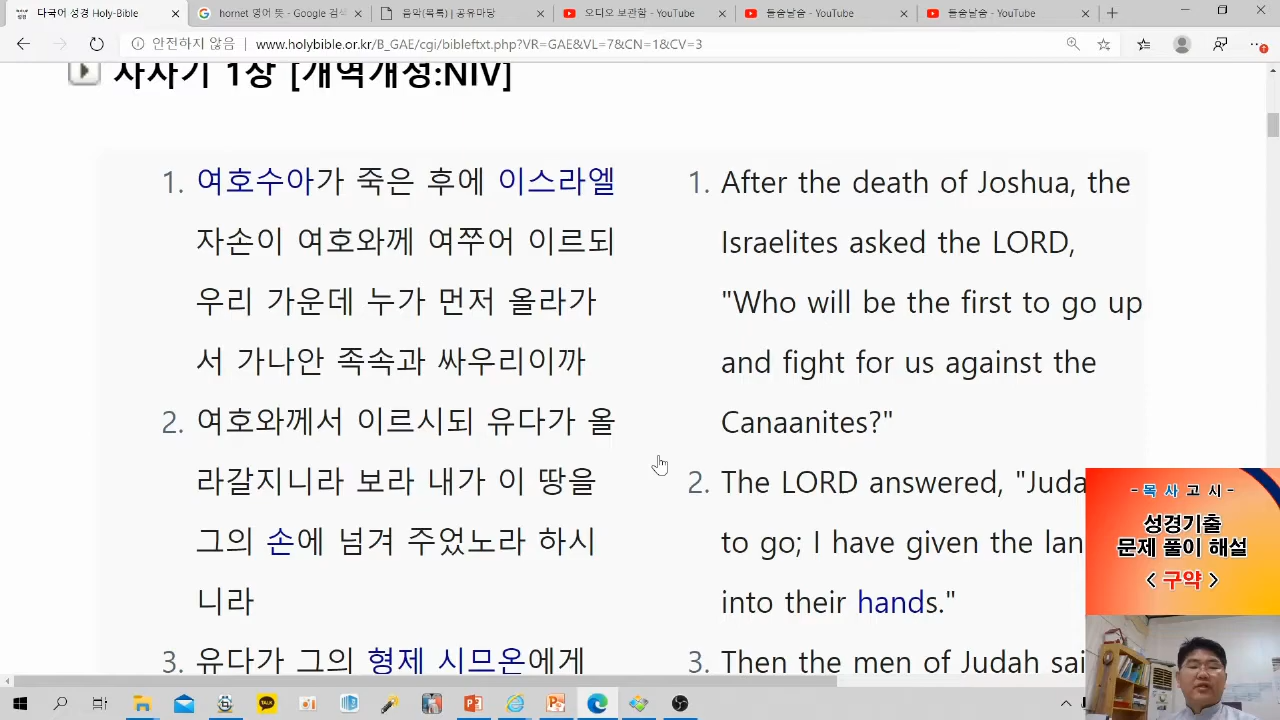 다국어 성경 Holy-Bible
hornet 영어 뜻 - Google 검색
음악(목록) | 공유마당
오디오 보관함 - YouTube
돌숨날숨 - YouTube
돌숨날숨 - YouTube
안전하지 않음 www.holybible.or.kr/B_GAE/cgi/bibleftxt.php?VR=GAE&VL=7&CN=1&CV=3
사사기 1장 [개역개정:NIV]
1. 여호수아가 죽은 후에 이스라엘
자손이 여호와께 여쭈어 이르되
우리 가운데 누가 먼저 올라가
서 가나안 족속과 싸우리이까
2. 여호와께서 이르시되 유다가 올
라갈지니라 보라 내가 이 땅을
그의 손에 넘겨 주었노라 하시
니라
3. 유다가 그의 형제 시므온에게
1. After the death of Joshua, the
Israelites asked the LORD,
"Who will be the first to go up
and fight for us against the
Canaanites?"
2. The LORD answered, "Juda
to go; I have given the lan
into their hands."
3. Then the men of Judah sai
- 목 사 고 시 -
성경기출
문제 풀이 해설
< 구약 >
TALK